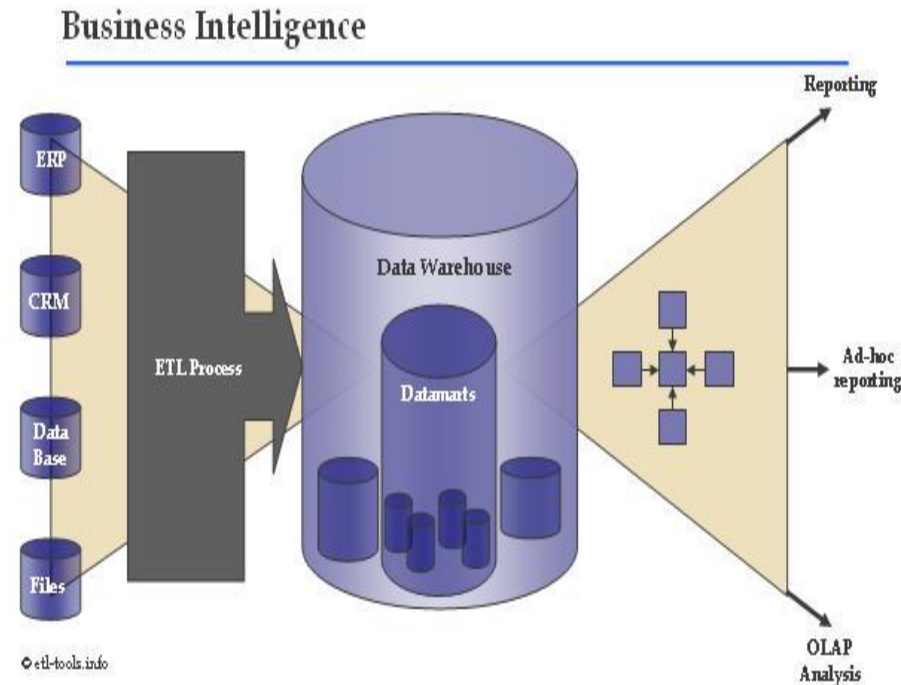 Business Intelligence
ERP
CRM
Data
Base
Files
ETL Process
Data Warehouse
Datamarts
Reporting
Ad-hoc
reporting
OLAP
Analysis
© etl-tools.info